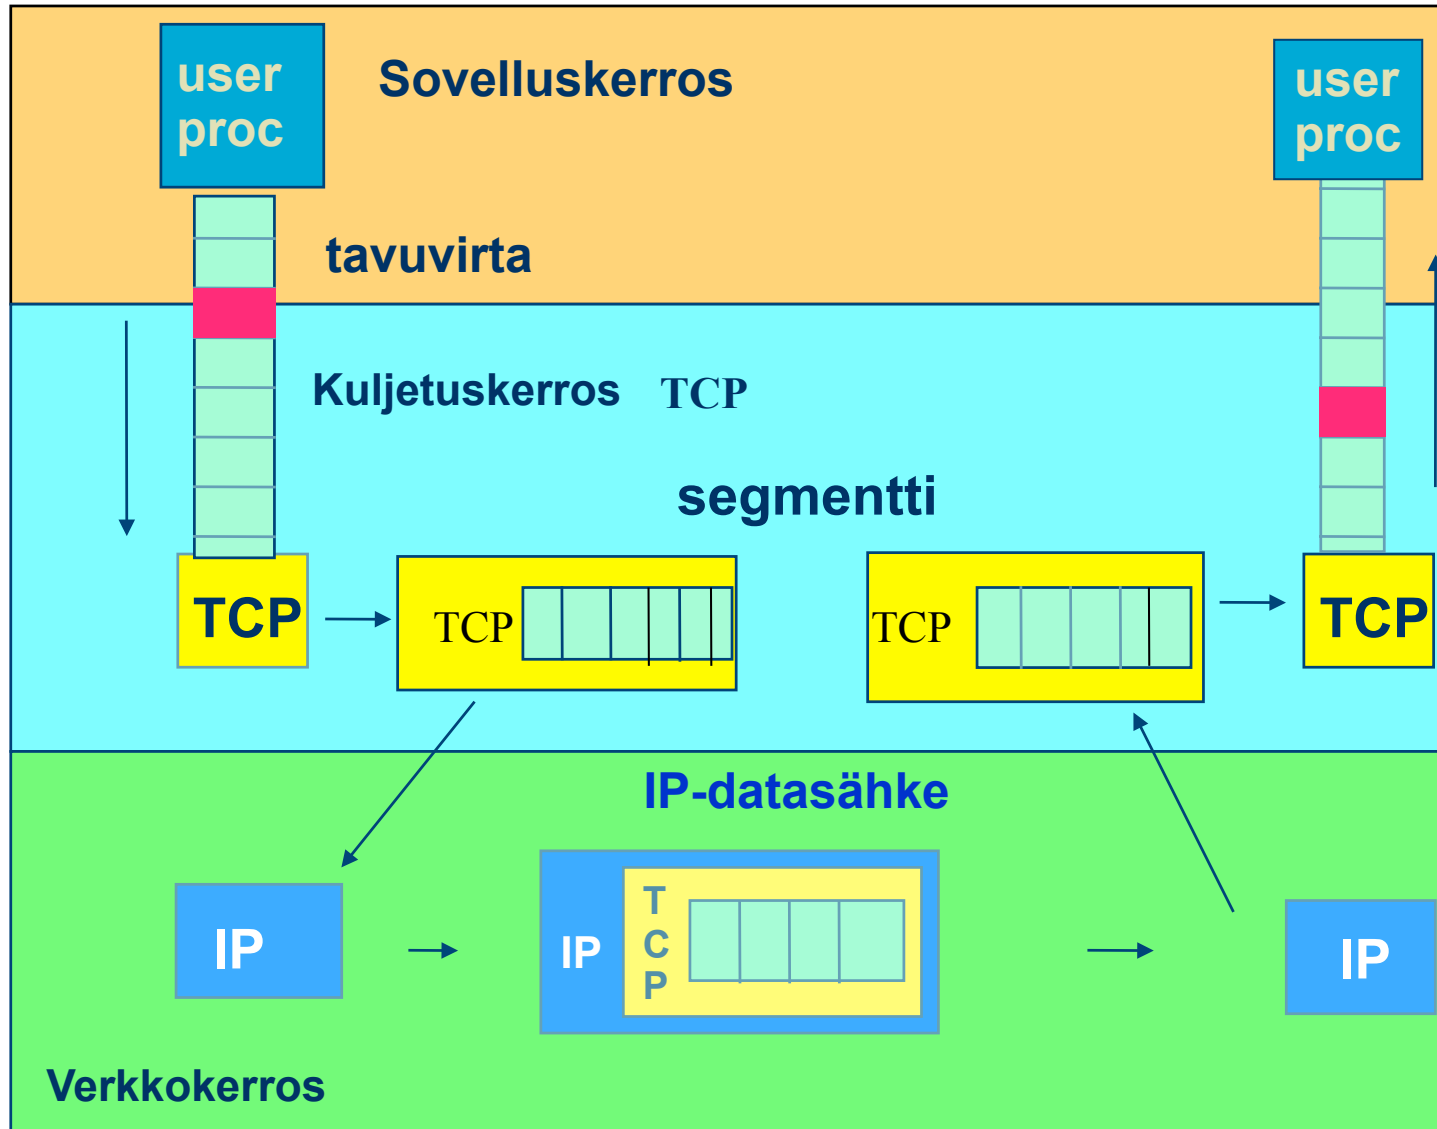 user
proc
Sovelluskerros
user
proc
tavuvirta
Kuljetuskerros TCP
segmentti
TCP
TCP
TCP
TCP
IP-datasähke
IP
IP
T
C
P
IP
Verkkokerros